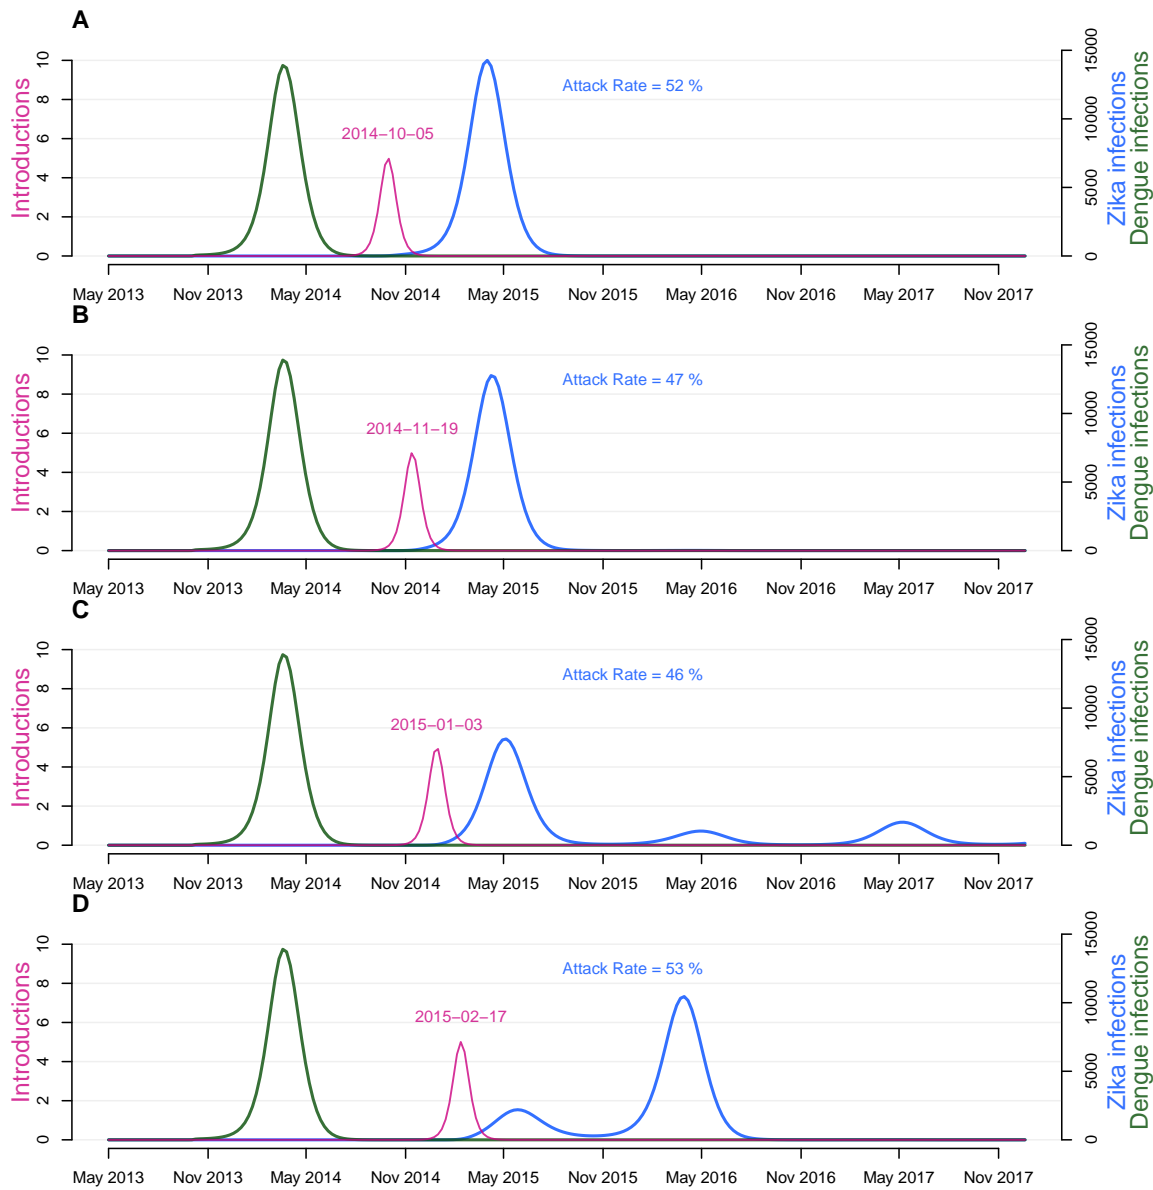 A
Introductions
0 2 4 6 8 10
2014−10−05
Attack Rate = 52 %
0 5000 10000 15000
Zika infections
Dengue infections
May 2013 Nov 2013 May 2014 Nov 2014 May 2015 Nov 2015 May 2016 Nov 2016 May 2017 Nov 2017
B
Introductions
0 2 4 6 8 10
2014−11−19
Attack Rate = 47 %
0 5000 10000 15000
Zika infections
Dengue infections
May 2013 Nov 2013 May 2014 Nov 2014 May 2015 Nov 2015 May 2016 Nov 2016 May 2017 Nov 2017
C
Introductions
0 2 4 6 8 10
2015−01−03
Attack Rate = 46 %
0 5000 10000 15000
Zika infections
Dengue infections
May 2013 Nov 2013 May 2014 Nov 2014 May 2015 Nov 2015 May 2016 Nov 2016 May 2017 Nov 2017
D
Introductions
0 2 4 6 8 10
2015−02−17
Attack Rate = 53 %
0 5000 10000 15000
Zika infections
Dengue infections
May 2013 Nov 2013 May 2014 Nov 2014 May 2015 Nov 2015 May 2016 Nov 2016 May 2017 Nov 2017